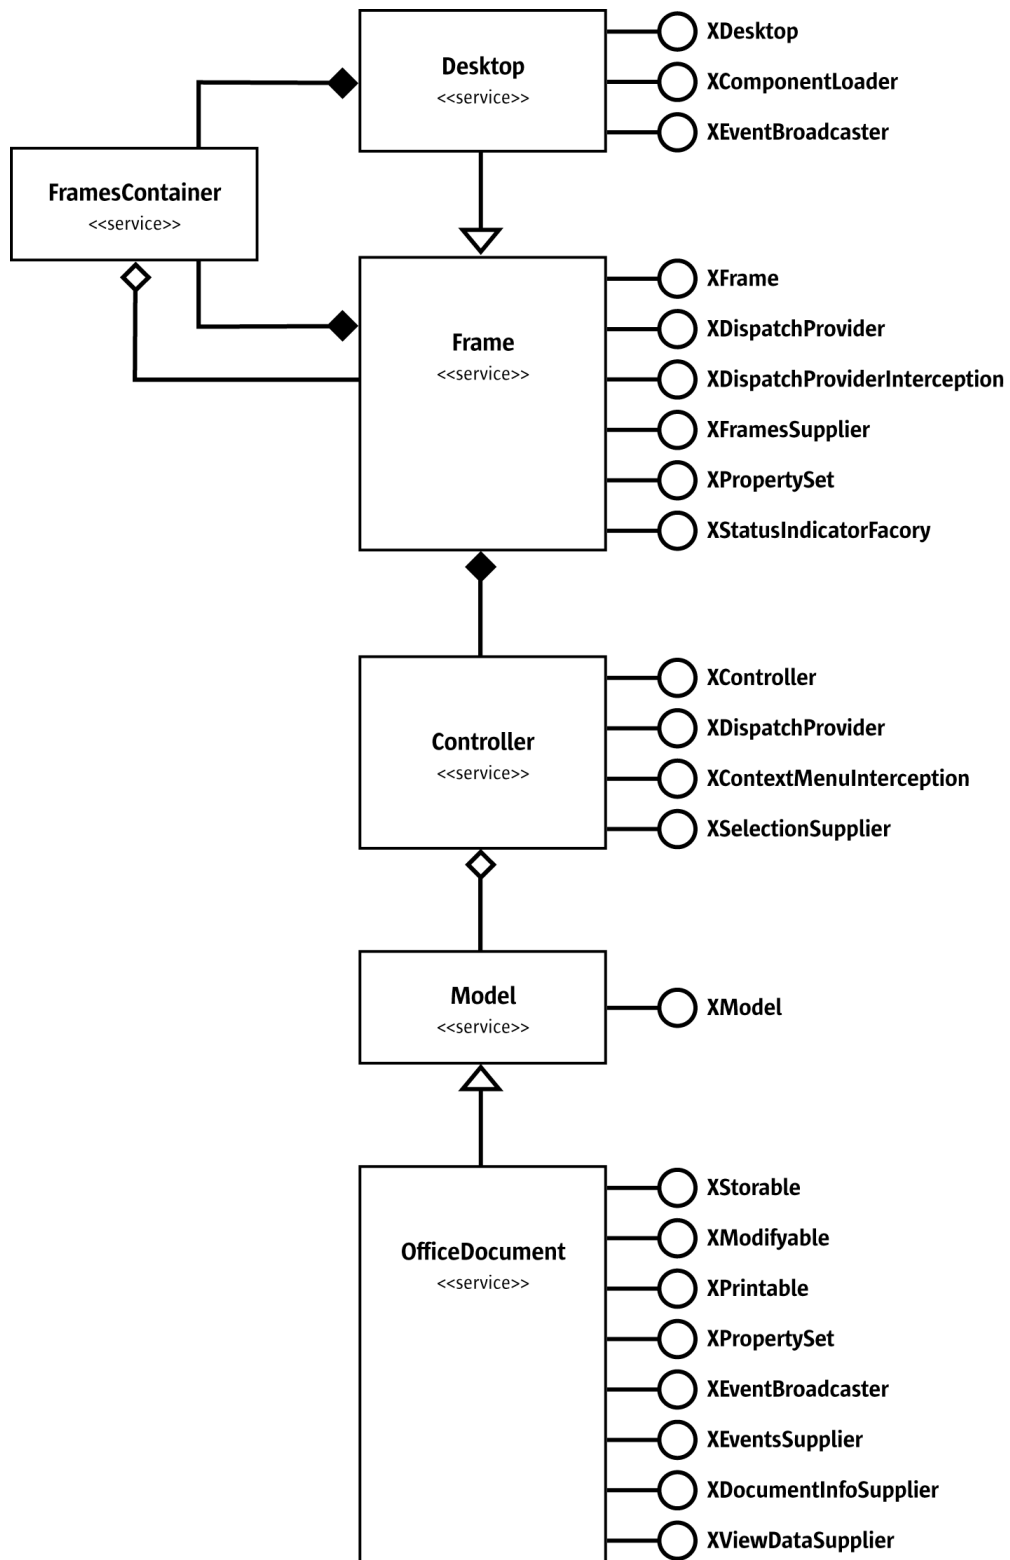 Desktop
<<service>>
XDesktop
XComponentLoader
XEventBroadcaster
FramesContainer
<<service>>
Frame
<<service>>
XFrame
XDispatchProvider
XDispatchProviderInterception
XFramesSupplier
XPropertySet
XStatusIndicatorFacory
Controller
<<service>>
XController
XDispatchProvider
XContextMenuInterception
XSelectionSupplier
Model
<<service>>
XModel
OfficeDocument
<<service>>
XStorable
XModifyable
XPrintable
XPropertySet
XEventBroadcaster
XEventsSupplier
XDocumentInfoSupplier
XViewDataSupplier